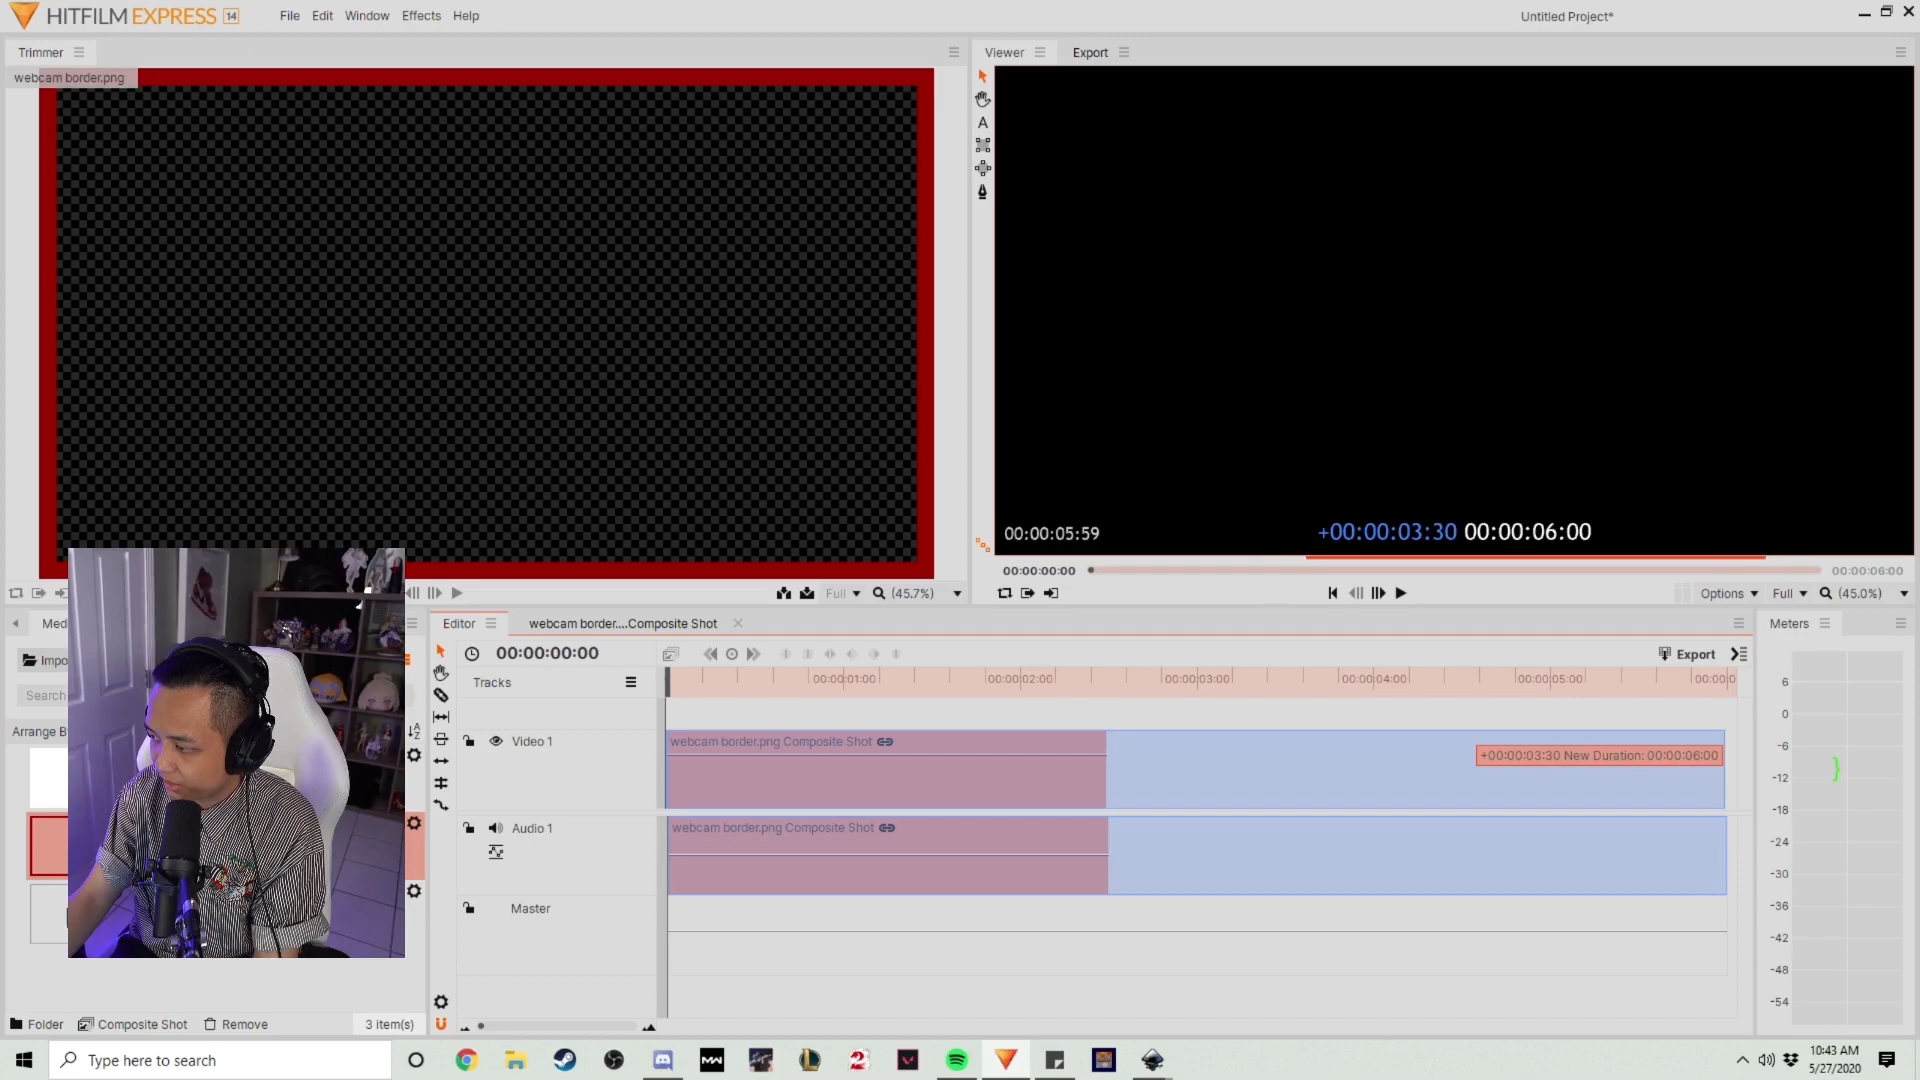 HITFILM EXPRESS 14
File Edit Window Effects Help
Untitled Project*
Trimmer
webcam border.png
Viewer
Export
A
00:00:05:59
+00:00:03:30 00:00:06:00
00:00:00:00
00:00:06:00
Full
(45.7%)
Options
Full
(45.0%)
Med
Impo
Search
Arrange B
3 item(s)
Folder
Composite Shot
Remove
Editor
webcam border....Composite Shot
00:00:00:00
Export
Tracks
00:00:01:00
00:00:02:00
00:00:03:00
00:00:04:00
00:00:05:00
00:00:0
Video 1
webcam border.png Composite Shot
+00:00:03:30 New Duration: 00:00:06:00
Audio 1
webcam border.png Composite Shot
Master
Meters
6
0
-6
-12
-18
-24
-30
-36
-42
-48
-54
Type here to search
10:43 AM
5/27/2020